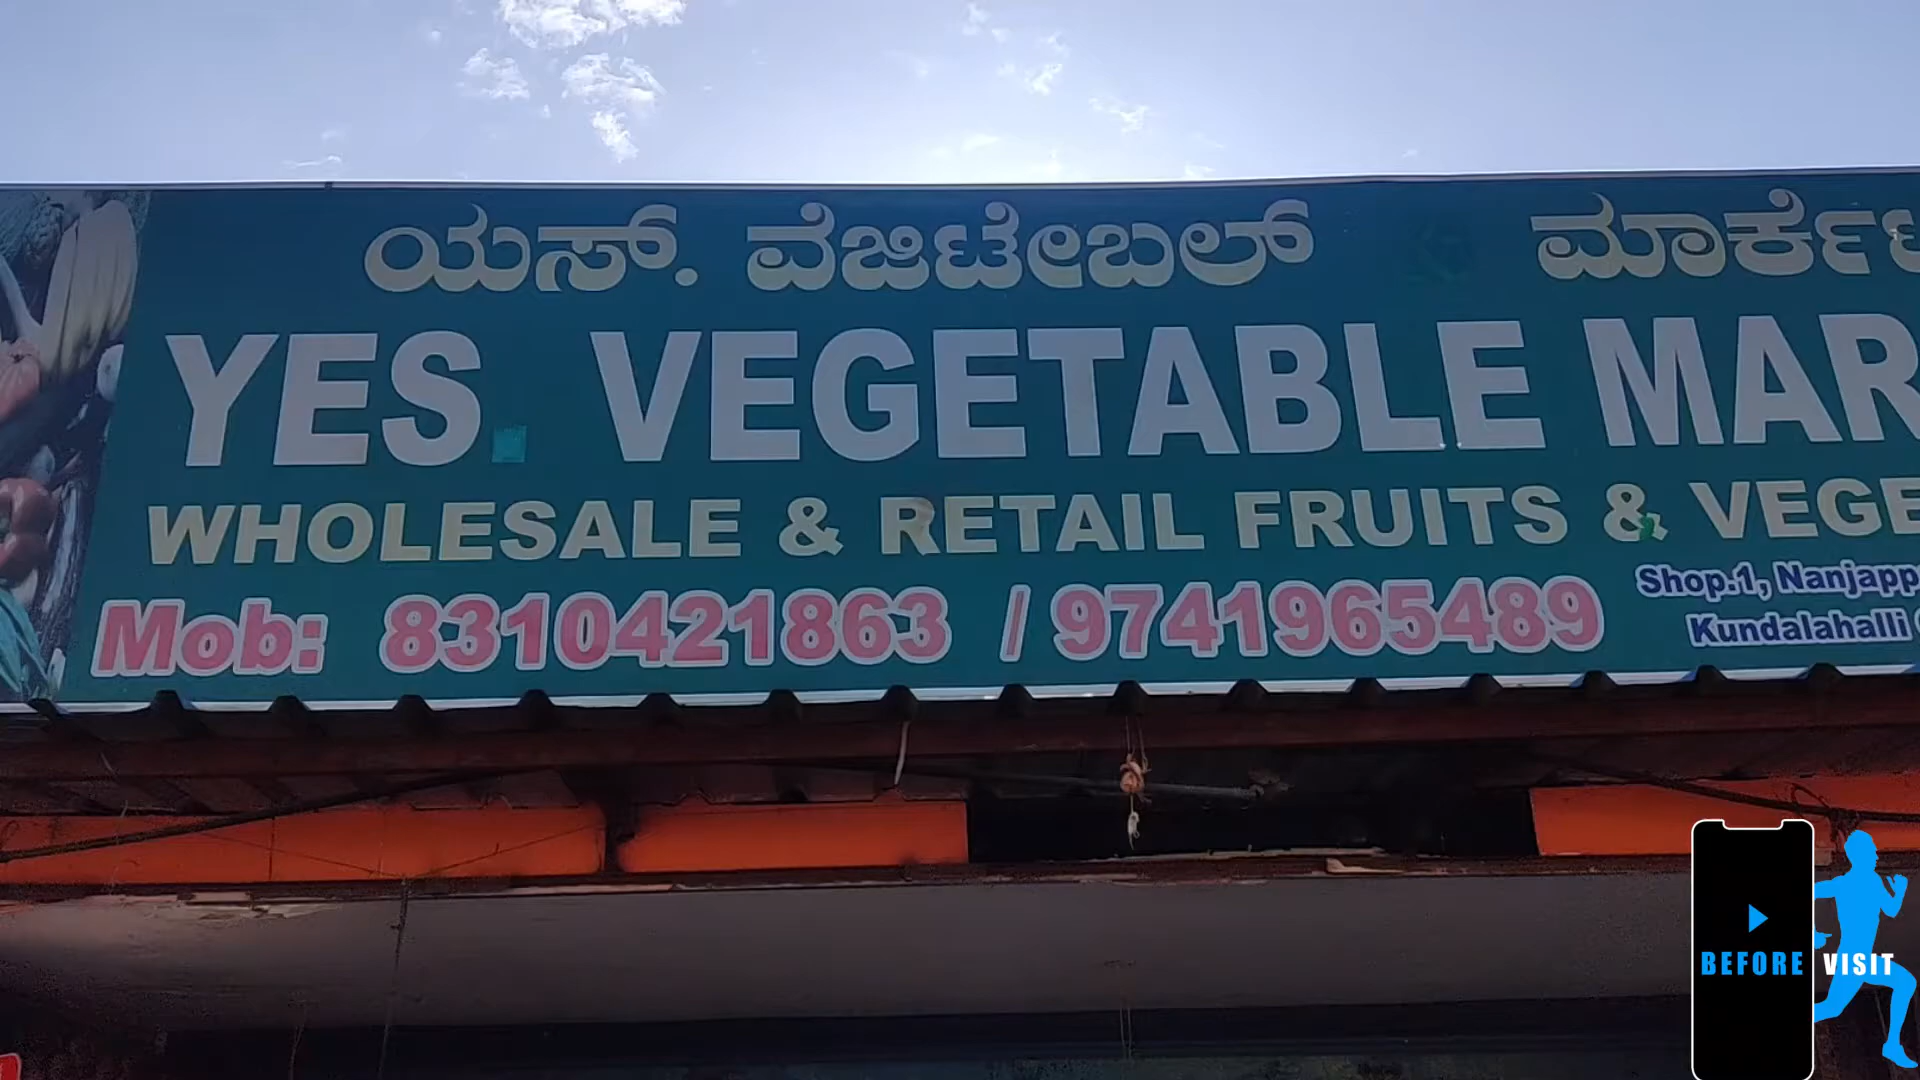 ಯಸ್. ವೆಜಿಟೇಬಲ್ ಮಾರ್ಕೆಟ
YES VEGETABLE MAR
WHOLESALE & RETAIL FRUITS & VEGE
Mob: 8310421863 / 9741965489
Shop.1, Nanjapp
Kundalahalli
BEFORE VISIT